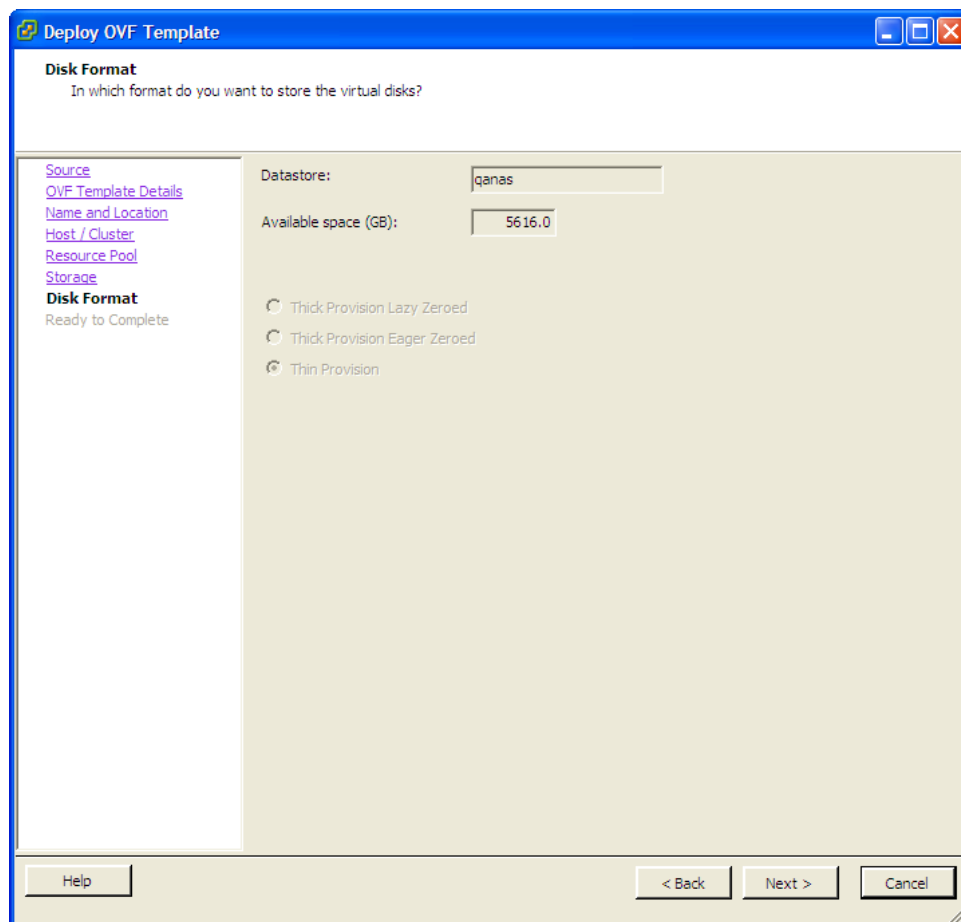 Deploy OVF Template
Disk Format
In which format do you want to store the virtual disks?
Source
OVF Template Details
Name and Location
Host / Cluster
Resource Pool
Storage
Disk Format
Ready to Complete
Datastore:
qanas
Available space (GB):
5616.0
Thick Provision Lazy Zeroed
Thick Provision Eager Zeroed
Thin Provision
Help
< Back
Next >
Cancel